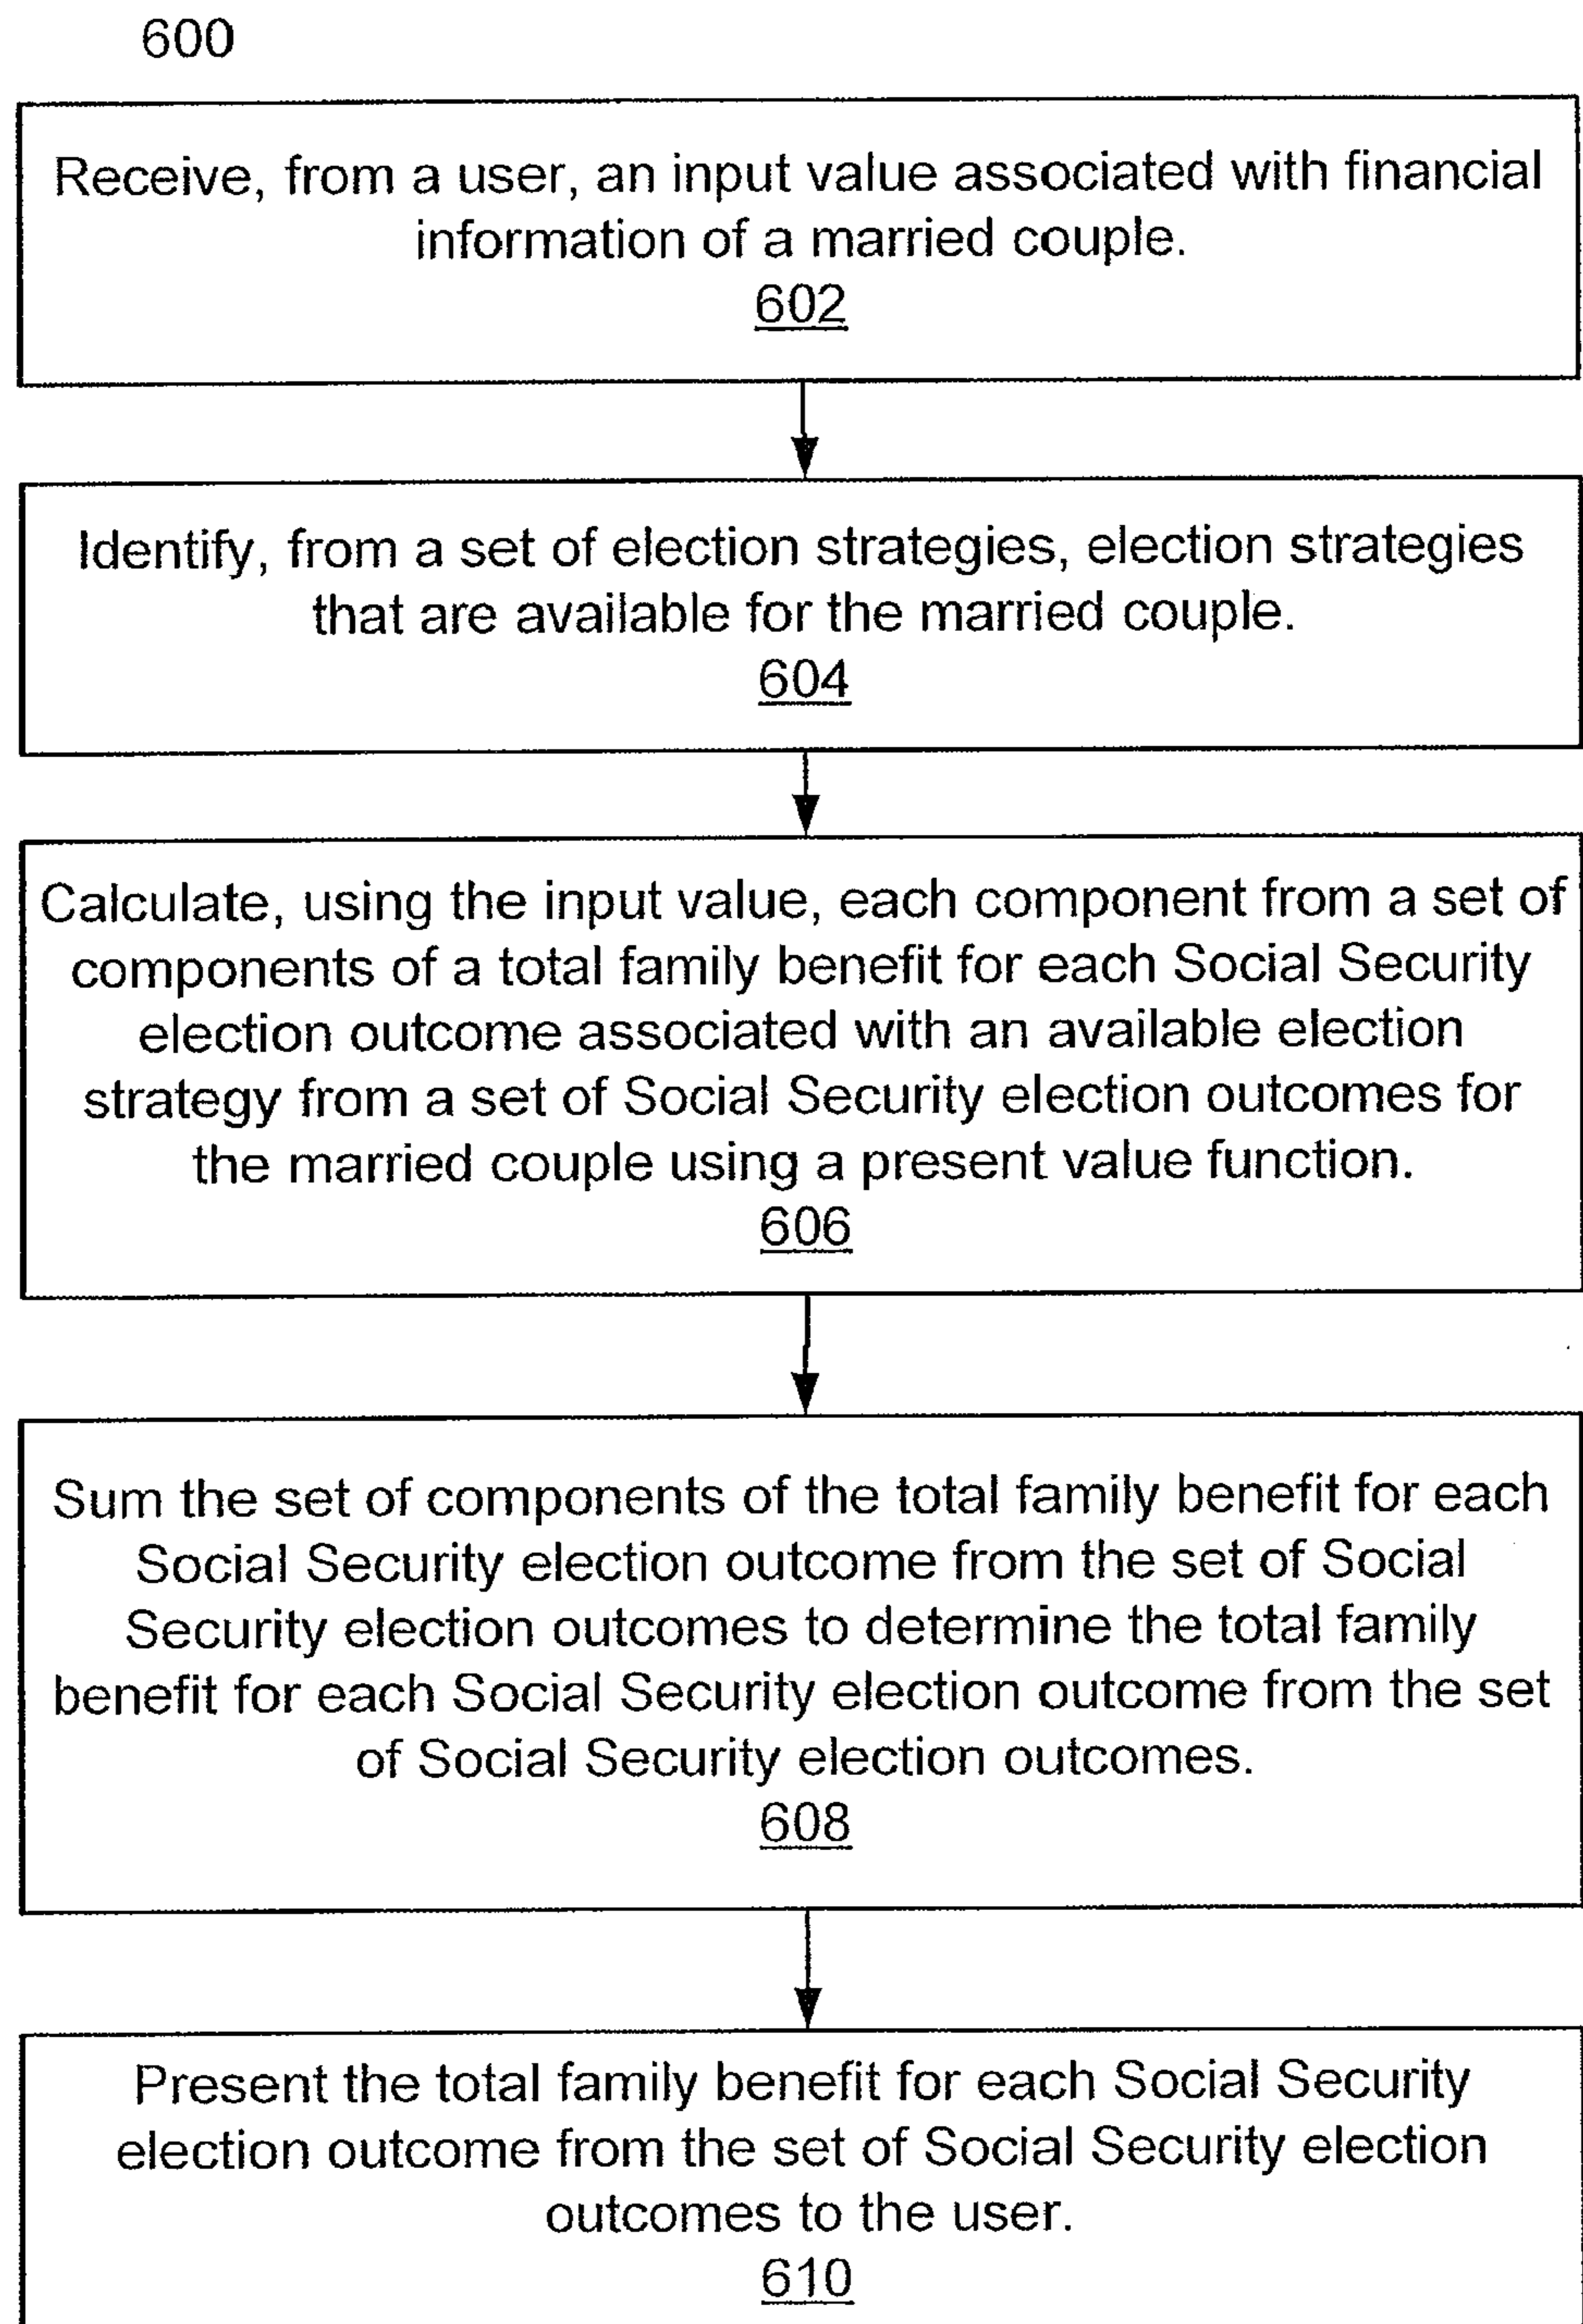 600
Receive, from a user, an input value associated with financial
information of a married couple.
602
Identify, from a set of election strategies, election strategies
that are available for the married couple.
604
Calculate, using the input value, each component from a set of
components of a total family benefit for each Social Security
election outcome associated with an available election
strategy from a set of Social Security election outcomes for
the married couple using a present value function.
606
Sum the set of components of the total family benefit for each
Social Security election outcome from the set of Social
Security election outcomes to determine the total family
benefit for each Social Security election outcome from the set
of Social Security election outcomes.
608
Present the total family benefit for each Social Security
election outcome from the set of Social Security election
outcomes to the user.
610